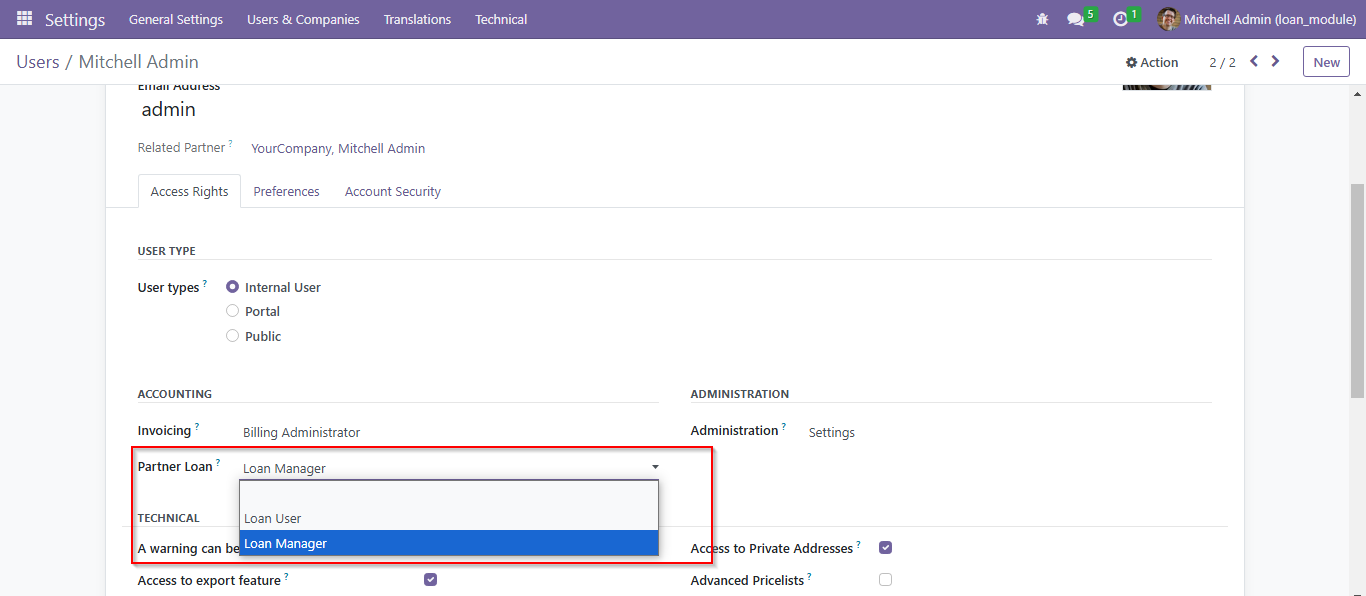 Settings General Settings Users & Companies Translations Technical 5 1 Mitchell Admin (loan_module)
Users / Mitchell Admin Action 2 / 2 New
Email Address
admin
Related Partner ? YourCompany, Mitchell Admin
Access Rights Preferences Account Security
USER TYPE
User types ? Internal User
Portal
Public
ACCOUNTING ADMINISTRATION
Invoicing ? Billing Administrator Administration ? Settings
Partner Loan ? Loan Manager
Loan User
TECHNICAL
Loan Manager
A warning can be Access to Private Addresses ?
Access to export feature ? Advanced Pricelists ?